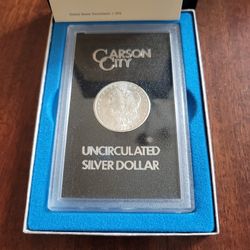 CARSON
CITY
UNCIRCULATED
SILVER DOLLAR